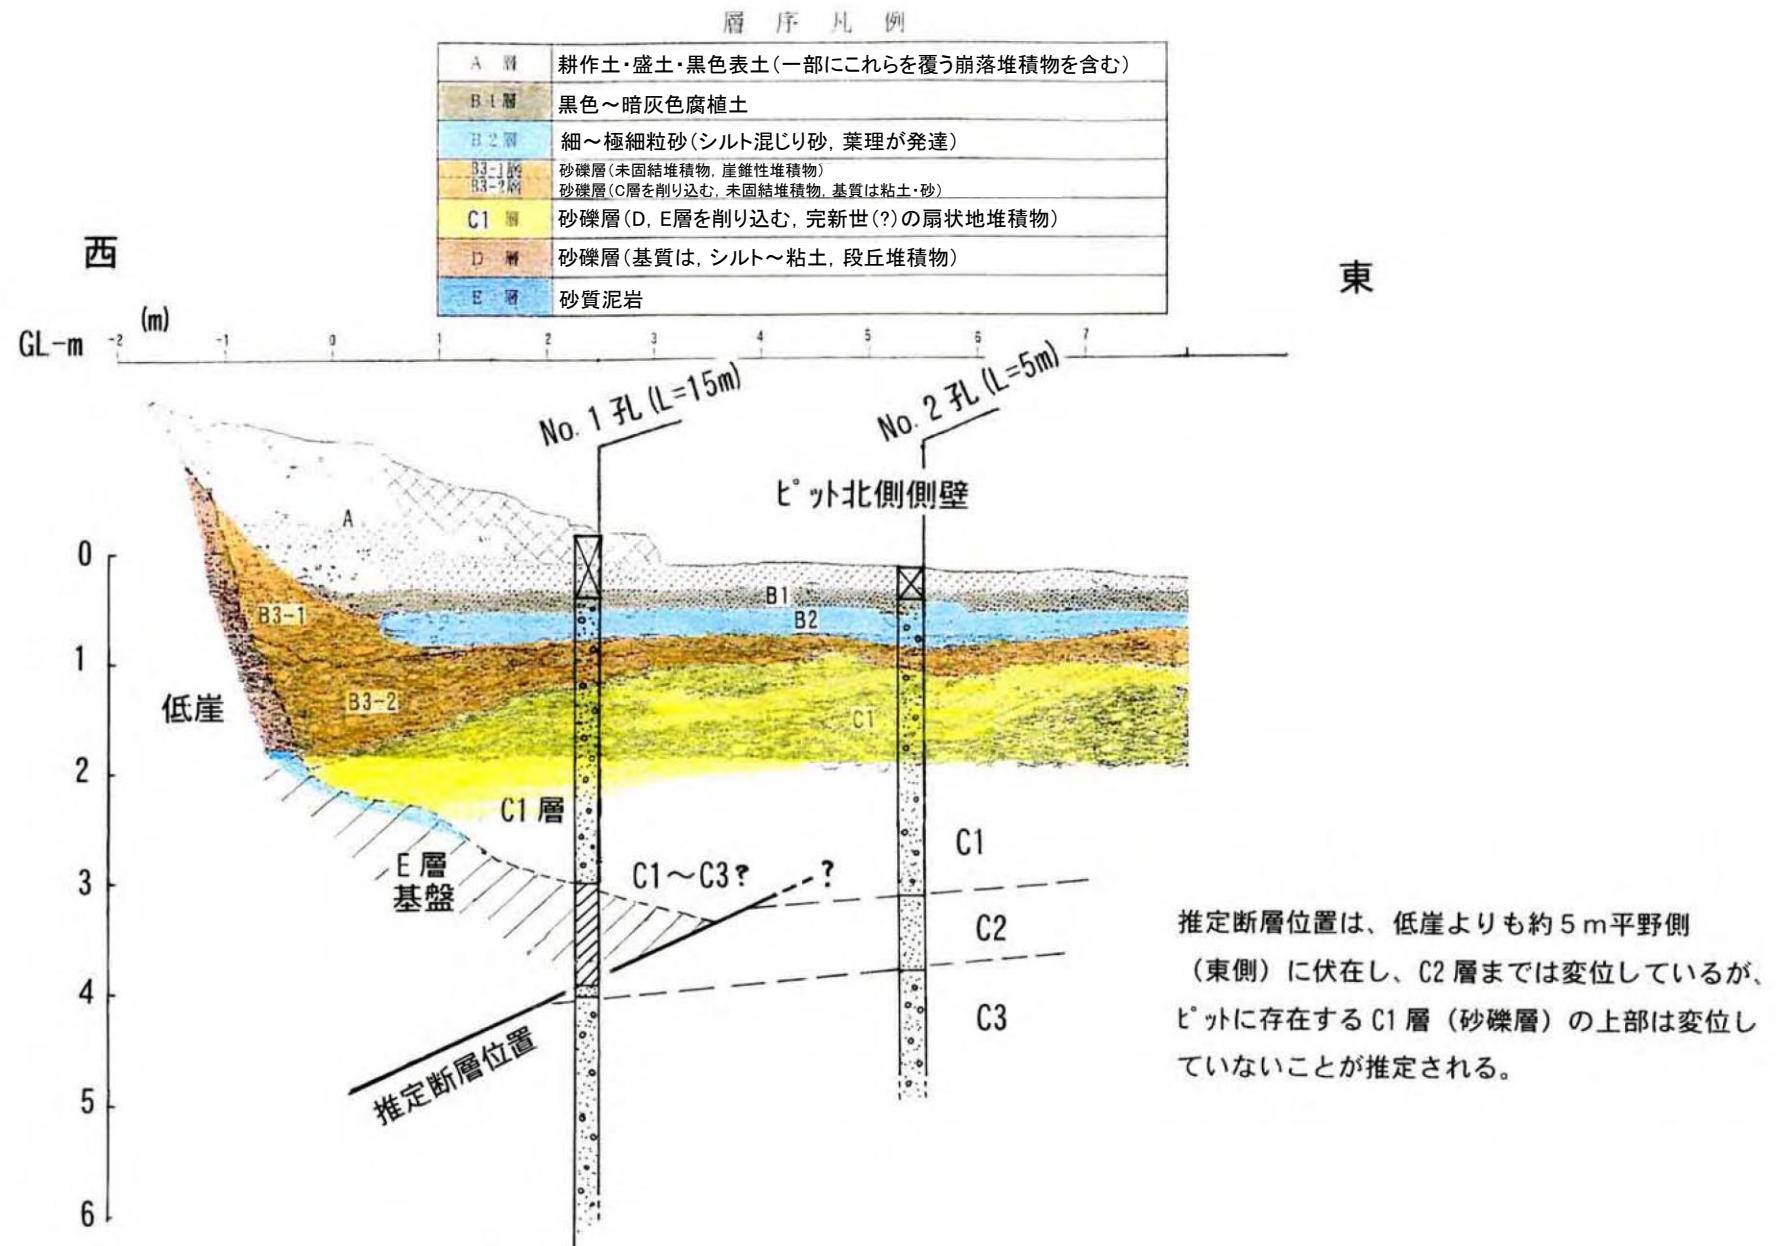 層序凡例
A 層 耕作土・盛土・黒色表土(一部にこれらを覆う崩落堆積物を含む)
B1層 黒色～暗灰色腐植土
B2層 細～極細粒砂(シルト混じり砂, 葉理が発達)
B3-1層 砂礫層(未固結堆積物, 崖錐性堆積物)
B3-2層 砂礫層(C層を削り込む, 未固結堆積物, 基質は粘土・砂)
C1 層 砂礫層(D, E層を削り込む, 完新世(?)の扇状地堆積物)
D 層 砂礫層(基質は, シルト～粘土, 段丘堆積物)
E 層 砂質泥岩
西
東
(m)
GL-m -2 -1 0 1 2 3 4 5 6 7
No. 1 孔 (L=15m)
No. 2 孔 (L=5m)
ピット北側側壁
A
0
B1
B3-1
B2
1
低崖
B3-2
C1
2
C1 層
C1
E 層
基盤
3
C1～C3?
?
C2
4
C3
推定断層位置
5
6
推定断層位置は、低崖よりも約5m平野側
（東側）に伏在し、C2層までは変位しているが、
ピットに存在するC1層（砂礫層）の上部は変位し
ていないことが推定される。